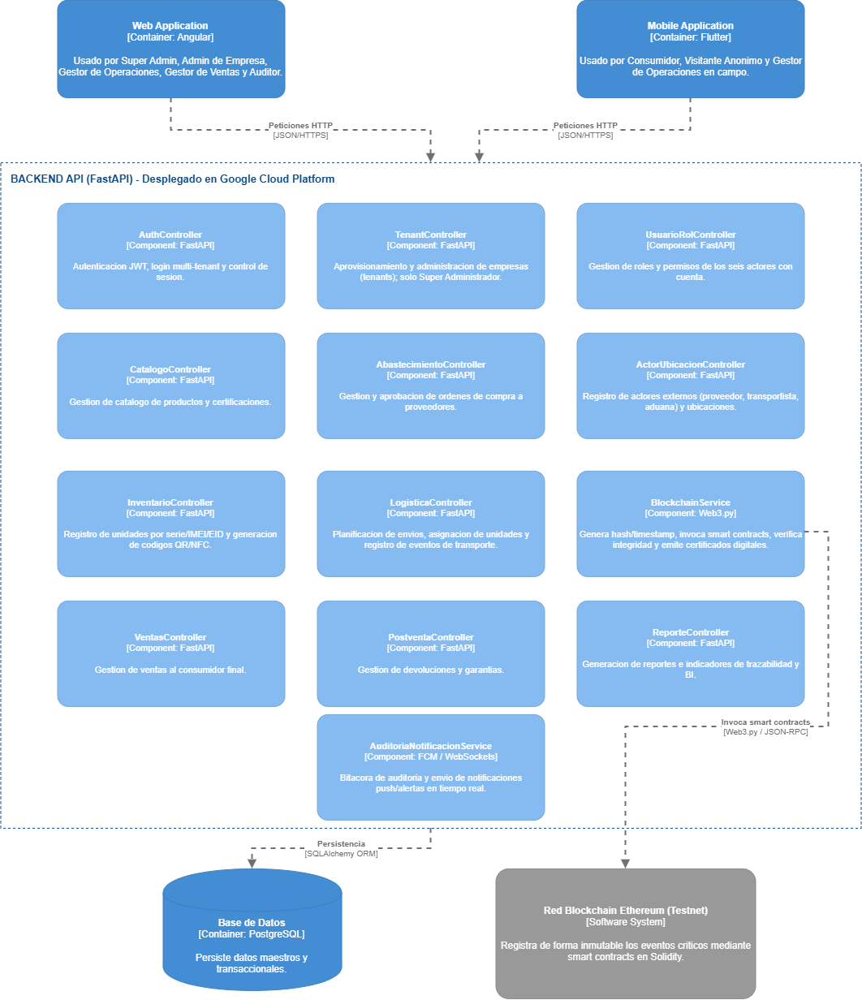 Web Application
[Container: Angular]
Usado por Super Admin, Admin de Empresa,
Gestor de Operaciones, Gestor de Ventas y Auditor.
Mobile Application
[Container: Flutter]
Usado por Consumidor, Visitante Anonimo y Gestor
de Operaciones en campo.
Peticiones HTTP
[JSON/HTTPS]
Peticiones HTTP
[JSON/HTTPS]
BACKEND API (FastAPI) - Desplegado en Google Cloud Platform
AuthController
[Component: FastAPI]
Autenticacion JWT, login multi-tenant y control de
sesion.
TenantController
[Component: FastAPI]
Aprovisionamiento y administracion de empresas
(tenants); solo Super Administrador.
UsuarioRolController
[Component: FastAPI]
Gestion de roles y permisos de los seis actores con
cuenta.
CatalogoController
[Component: FastAPI]
Gestion de catalogo de productos y certificaciones.
AbastecimientoController
[Component: FastAPI]
Gestion y aprobacion de ordenes de compra a
proveedores.
ActorUbicacionController
[Component: FastAPI]
Registro de actores externos (proveedor, transportista,
aduana) y ubicaciones.
InventarioController
[Component: FastAPI]
Registro de unidades por serie/IMEI/EID y generacion
de codigos QR/NFC.
LogisticaController
[Component: FastAPI]
Planificacion de envios, asignacion de unidades y
registro de eventos de transporte.
BlockchainService
[Component: Web3.py]
Genera hash/timestamp, invoca smart contracts, verifica
integridad y emite certificados digitales.
VentasController
[Component: FastAPI]
Gestion de ventas al consumidor final.
PostventaController
[Component: FastAPI]
Gestion de devoluciones y garantias.
ReporteController
[Component: FastAPI]
Generacion de reportes e indicadores de trazabilidad y
BI.
Invoca smart contracts
[Web3.py / JSON-RPC]
AuditoriaNotificacionService
[Component: FCM / WebSockets]
Bitacora de auditoria y envio de notificaciones
push/alertas en tiempo real.
Persistencia
[SQLAlchemy ORM]
Base de Datos
[Container: PostgreSQL]
Persiste datos maestros y
transaccionales.
Red Blockchain Ethereum (Testnet)
[Software System]
Registra de forma inmutable los eventos criticos mediante
smart contracts en Solidity.